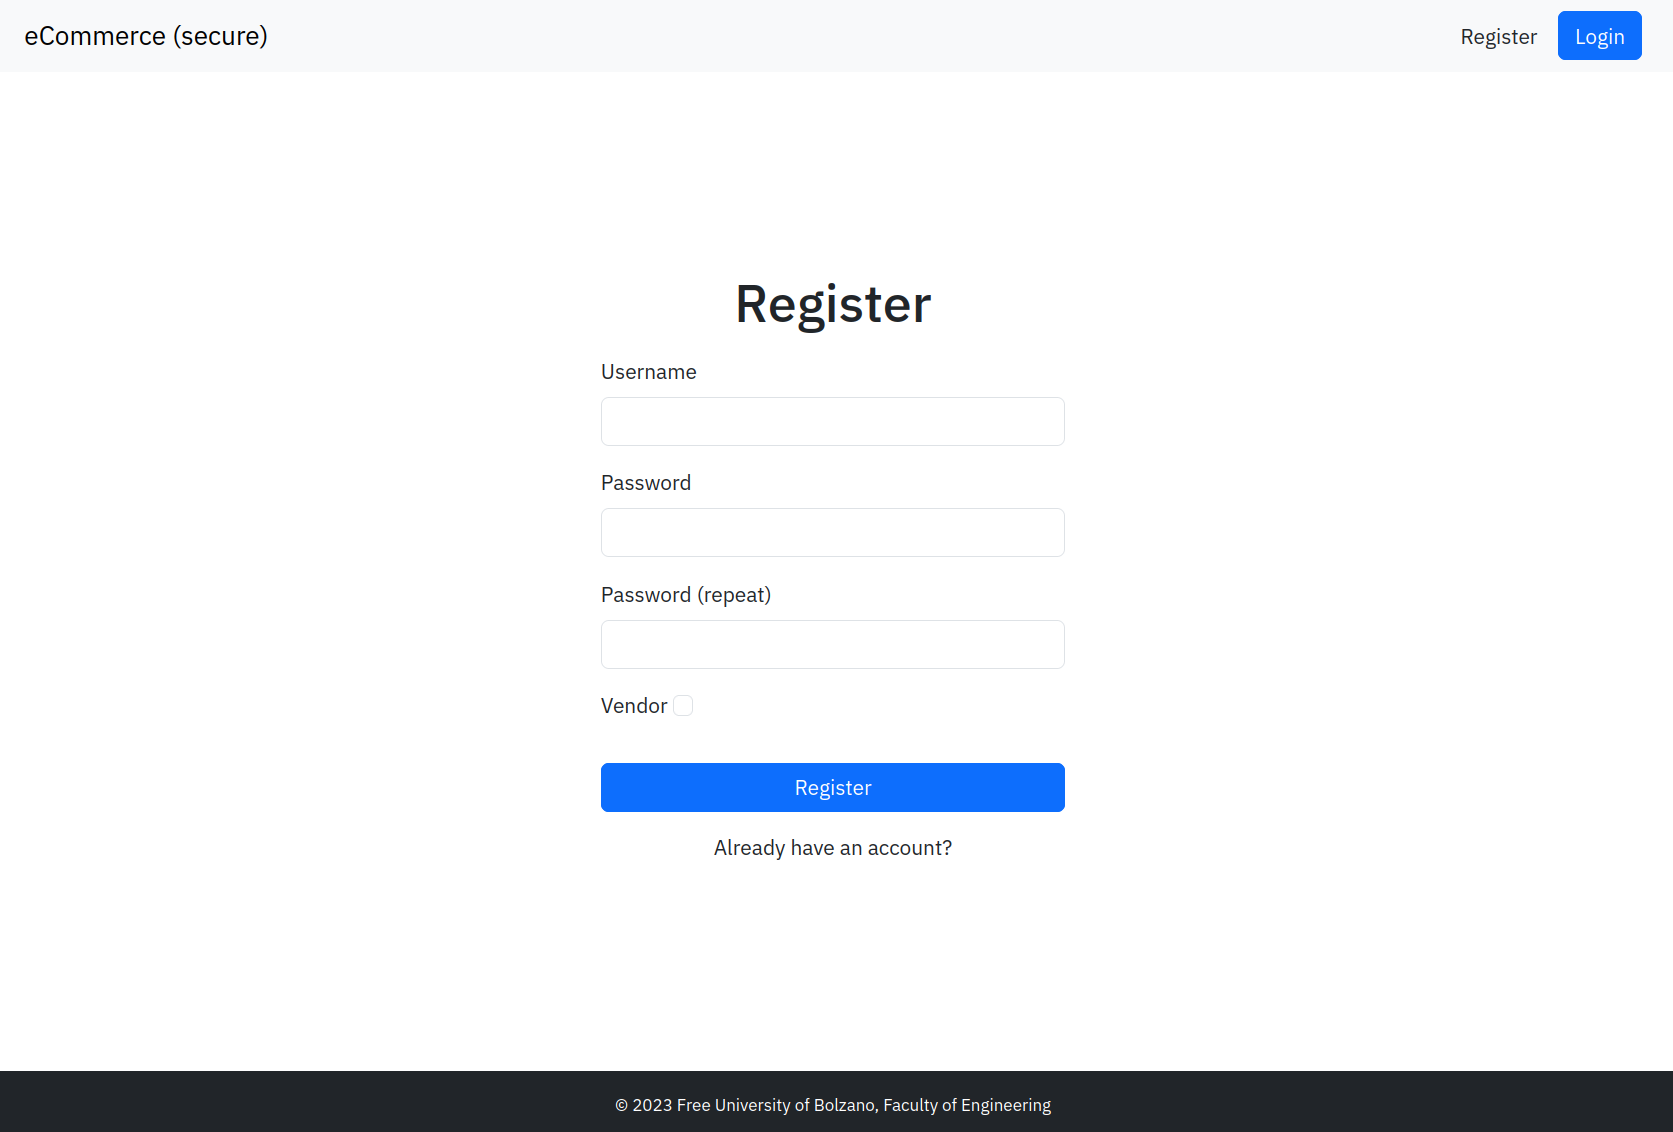 eCommerce (secure)
Register
Login
Register
Username
Password
Password (repeat)
Vendor
Register
Already have an account?
© 2023 Free University of Bolzano, Faculty of Engineering